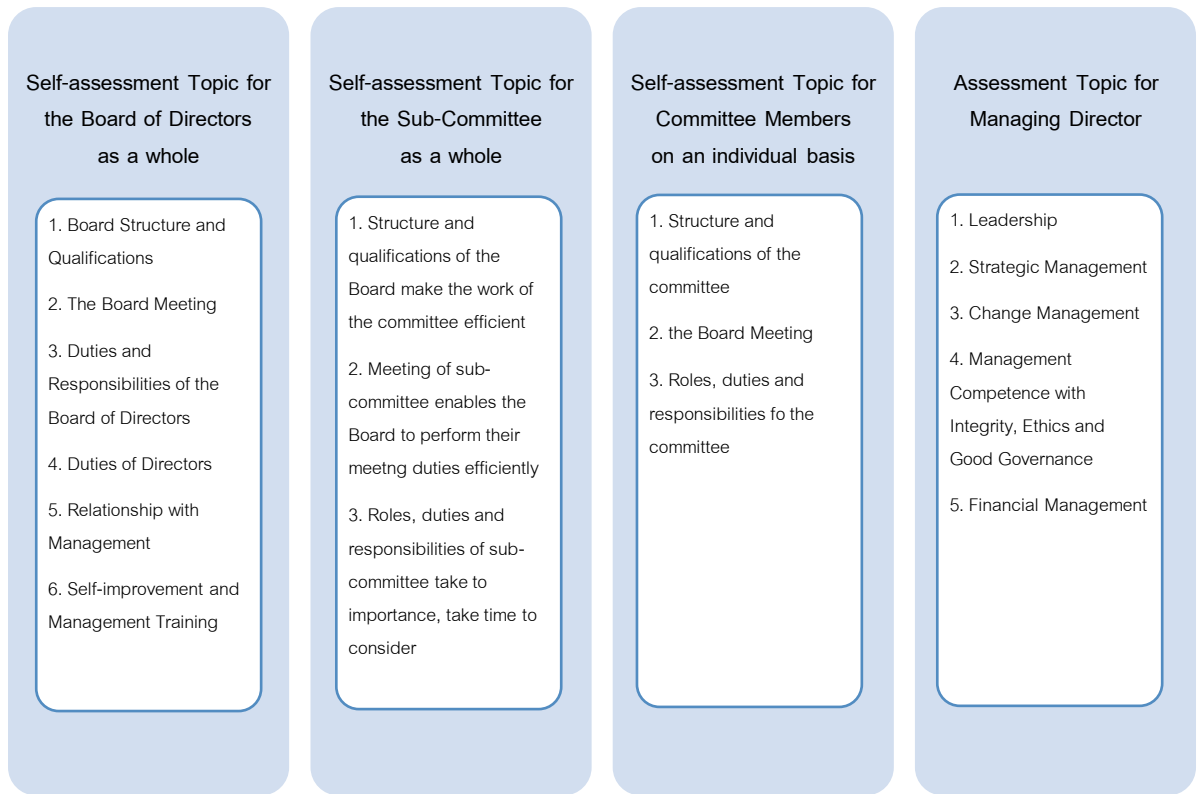 Self-assessment Topic for
the Board of Directors
as a whole
1. Board Structure and
Qualifications
2. The Board Meeting
3. Duties and
Responsibilities of the
Board of Directors
4. Duties of Directors
5. Relationship with
Management
6. Self-improvement and
Management Training
Self-assessment Topic for
the Sub-Committee
as a whole
1. Structure and
qualifications of the
Board make the work of
the committee efficient
2. Meeting of sub-
committee enables the
Board to perform their
meetng duties efficiently
3. Roles, duties and
responsibilities of sub-
committee take to
importance, take time to
consider
Self-assessment Topic for
Committee Members
on an individual basis
1. Structure and
qualifications of the
committee
2. the Board Meeting
3. Roles, duties and
responsibilities fo the
committee
Assessment Topic for
Managing Director
1. Leadership
2. Strategic Management
3. Change Management
4. Management
Competence with
Integrity, Ethics and
Good Governance
5. Financial Management